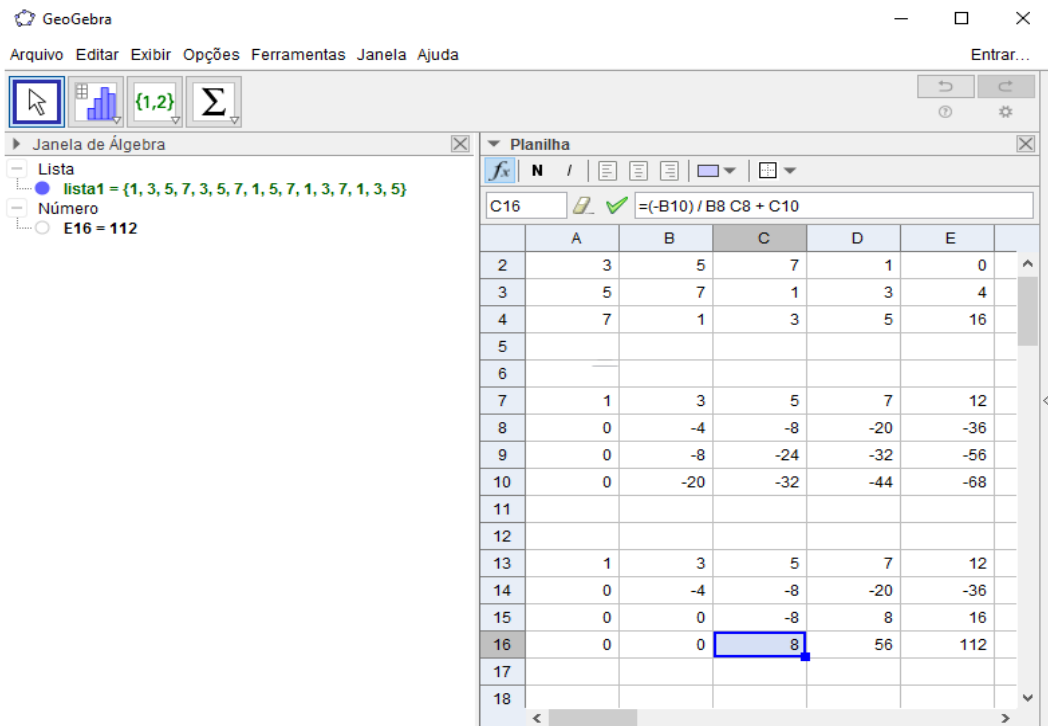 GeoGebra
Arquivo Editar Exibir Opções Ferramentas Janela Ajuda Entrar...
{1,2} Σ
Janela de Álgebra
Lista
lista1 = {1, 3, 5, 7, 3, 5, 7, 1, 5, 7, 1, 3, 7, 1, 3, 5}
Número
E16 = 112
Planilha
fx N I
C16 =(-B10) / B8 C8 + C10
A B C D E
2 3 5 7 1 0
3 5 7 1 3 4
4 7 1 3 5 16
5
6
7 1 3 5 7 12
8 0 -4 -8 -20 -36
9 0 -8 -24 -32 -56
10 0 -20 -32 -44 -68
11
12
13 1 3 5 7 12
14 0 -4 -8 -20 -36
15 0 0 -8 8 16
16 0 0 8 56 112
17
18